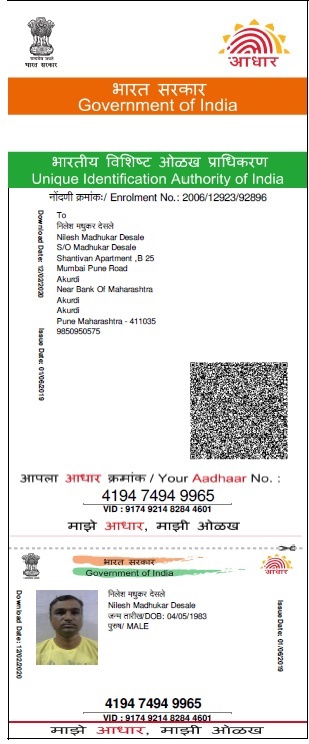 सत्यमेव जयते
भारत सरकार
आधार
भारत सरकार
Government of India
भारतीय विशिष्ट ओळख प्राधिकरण
Unique Identification Authority of India
नोंदणी क्रमांकः/ Enrolment No.: 2006/12923/92896
Download Date: 12/02/2020
Issue Date: 01/06/2019
To
निलेश मधुकर देसले
Nilesh Madhukar Desale
S/O Madhukar Desale
Shantivan Apartment ,B 25
Mumbai Pune Road
Akurdi
Near Bank Of Maharashtra
Akurdi
Akurdi
Pune Maharashtra - 411035
9850950575
आपला आधार क्रमांक / Your Aadhaar No. :
4194 7494 9965
VID : 9174 9214 8284 4601
माझे आधार, माझी ओळख
भारत सरकार
Government of India
आधार
Download Date: 12/02/2020
निलेश मधुकर देसले
Nilesh Madhukar Desale
जन्म तारीख/DOB: 04/05/1983
पुरुष/ MALE
Issue Date: 01/06/2019
4194 7494 9965
VID : 9174 9214 8284 4601
माझे आधार, माझी ओळख